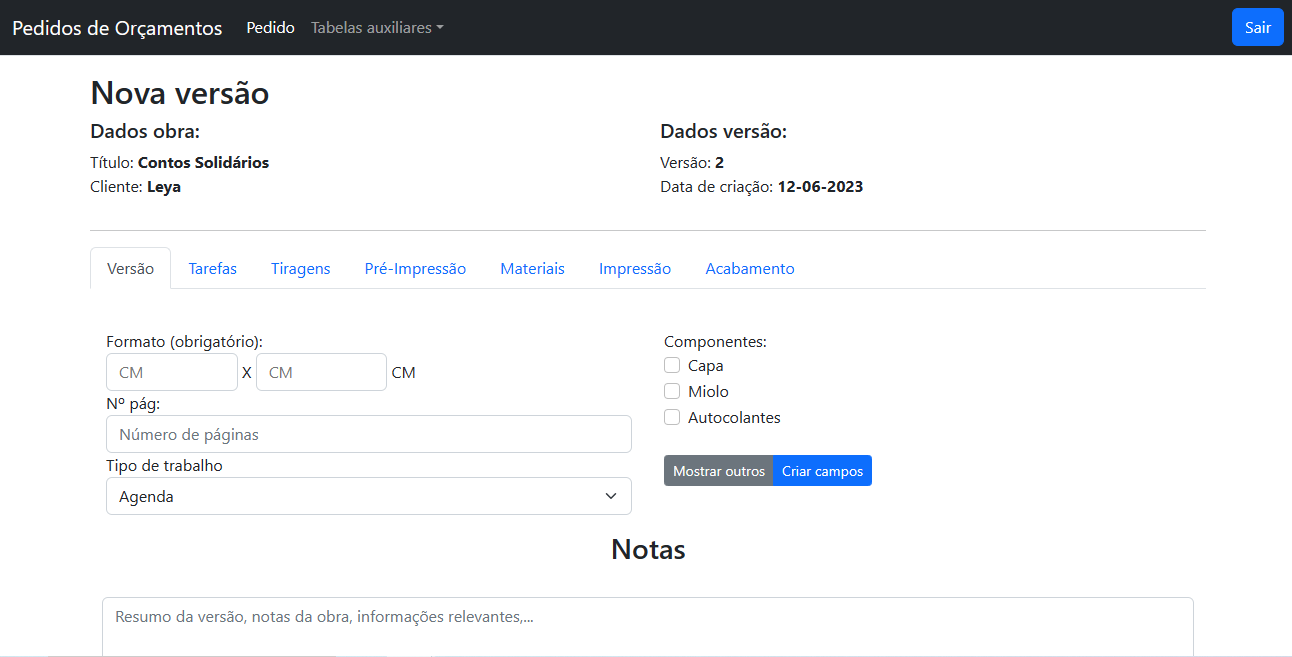 Pedidos de Orçamentos Pedido Tabelas auxiliares Sair
Nova versão
Dados obra:
Título: Contos Solidários
Cliente: Leya
Dados versão:
Versão: 2
Data de criação: 12-06-2023
Versão Tarefas Tiragens Pré-Impressão Materiais Impressão Acabamento
Formato (obrigatório):
CM X CM CM
Nº pág:
Número de páginas
Tipo de trabalho
Agenda
Componentes:
Capa
Miolo
Autocolantes
Mostrar outros Criar campos
Notas
Resumo da versão, notas da obra, informações relevantes,...